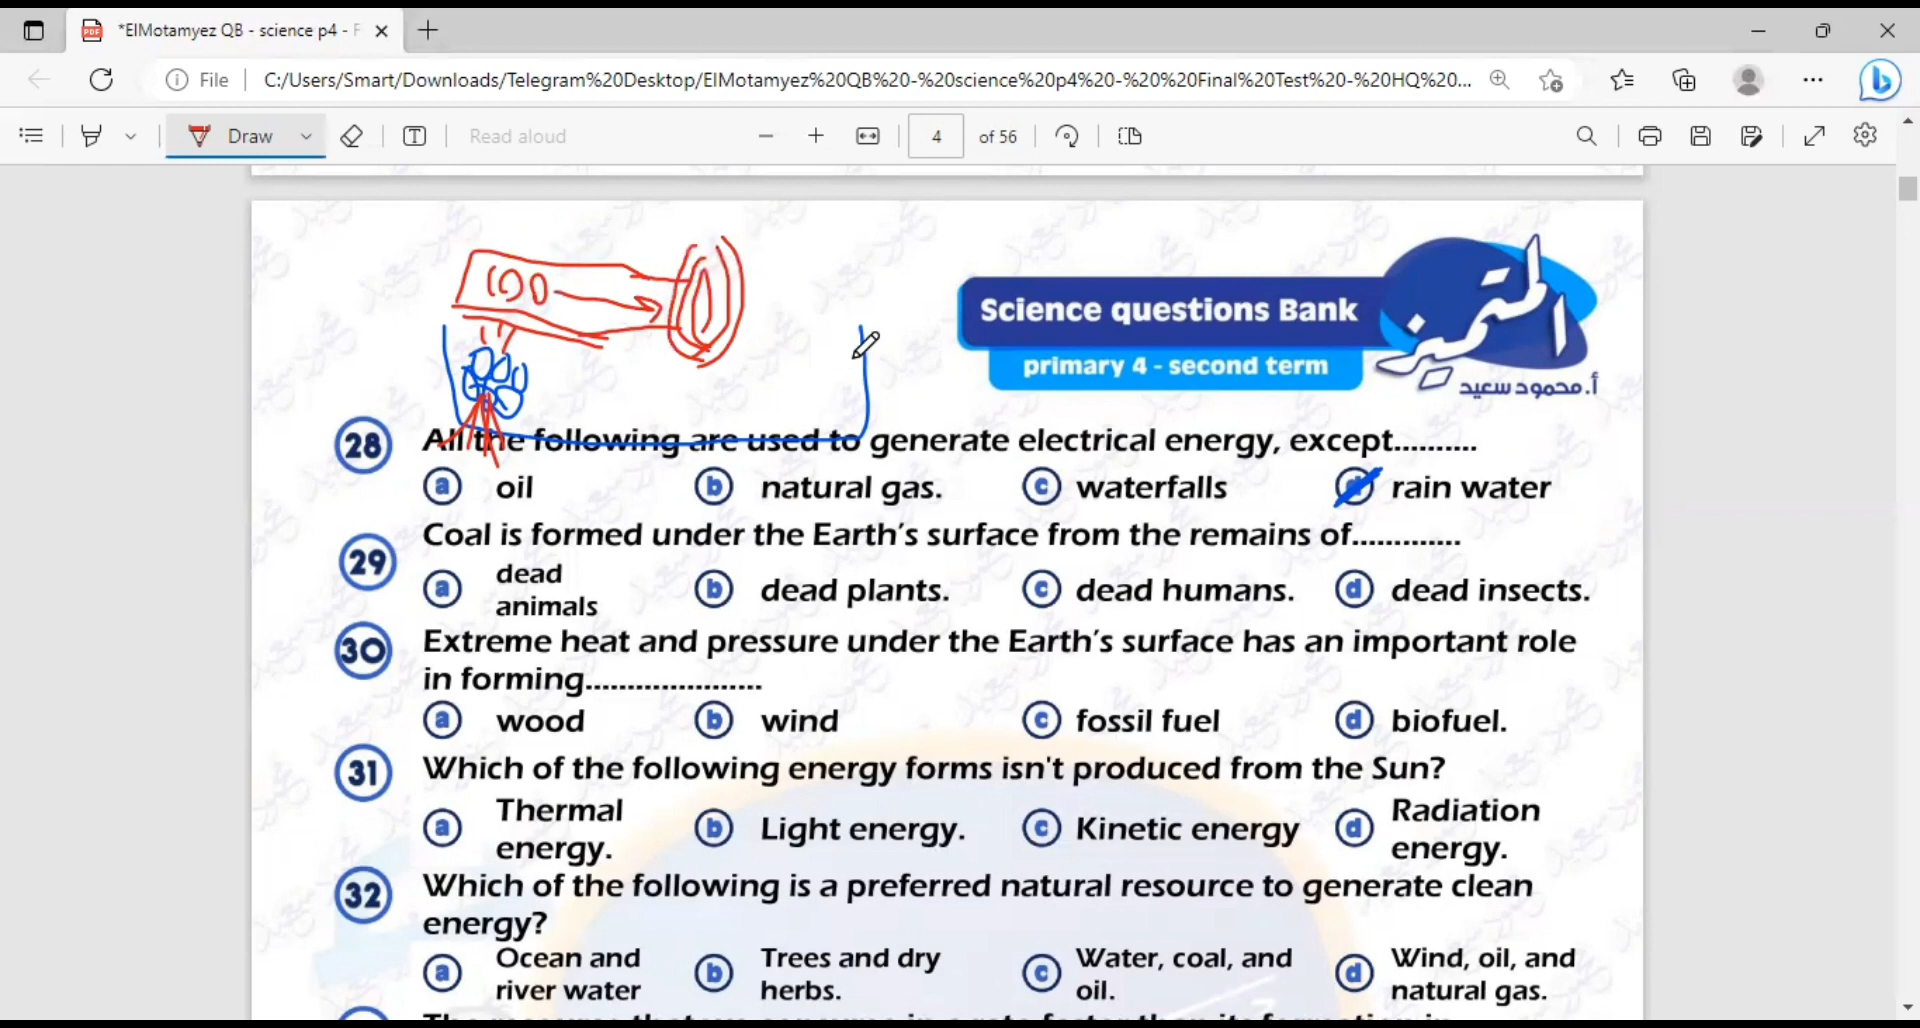 *ElMotamyez QB - science p4 - F
File
C:/Users/Smart/Downloads/Telegram%20Desktop/ElMotamyez%20QB%20-%20science%20p4%20-%20%20Final%20Test%20-%20HQ%20...
Draw
Read aloud
4 of 56
100
Science questions Bank
primary 4 - second term
المتميز
أ. محمود سعيد
28 All the following are used to generate electrical energy, except..........
a oil b natural gas. c waterfalls d rain water
29 Coal is formed under the Earth's surface from the remains of.............
a dead animals b dead plants. c dead humans. d dead insects.
30 Extreme heat and pressure under the Earth's surface has an important role
in forming.....................
a wood b wind c fossil fuel d biofuel.
31 Which of the following energy forms isn't produced from the Sun?
a Thermal energy. b Light energy. c Kinetic energy d Radiation energy.
32 Which of the following is a preferred natural resource to generate clean
energy?
a Ocean and river water b Trees and dry herbs. c Water, coal, and oil. d Wind, oil, and natural gas.